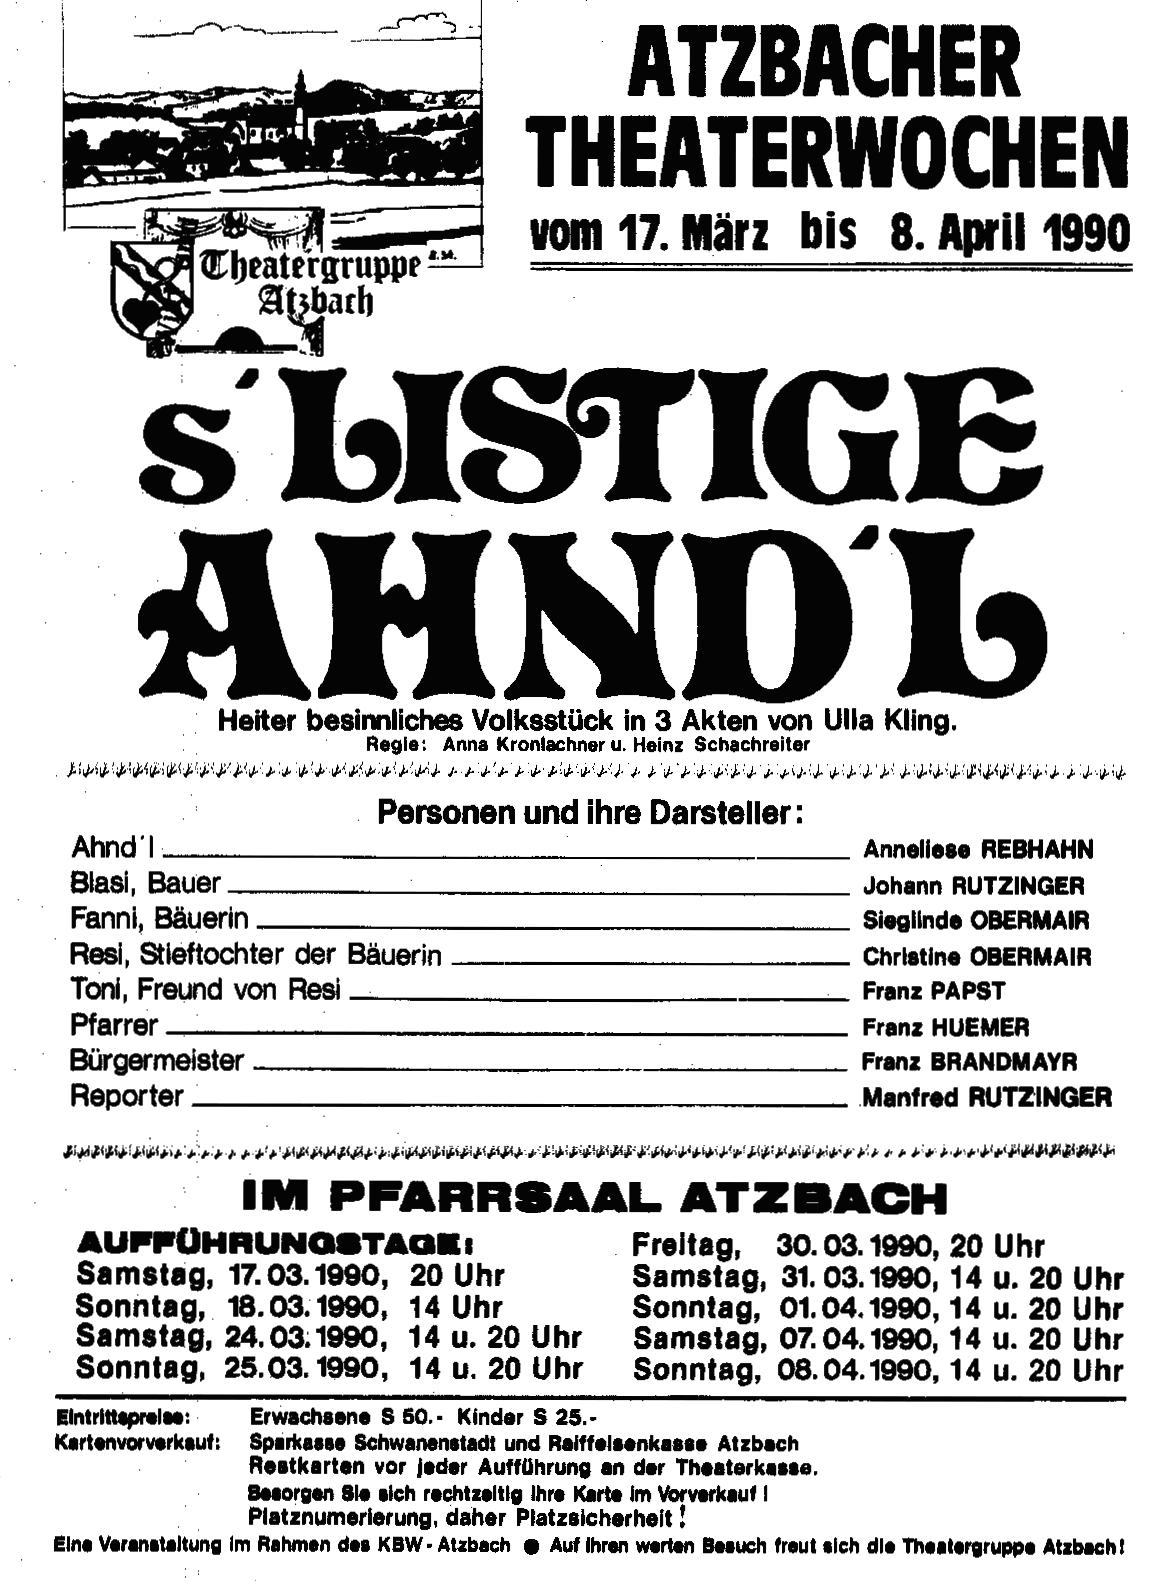 ATZBACHER
THEATERWOCHEN
vom 17. März bis 8. April 1990
Theatergruppe
Atzbach
s´LISTIGE
AHND´L
Heiter besinnliches Volksstück in 3 Akten von Ulla Kling.
Regie: Anna Kronlachner u. Heinz Schachreiter
Personen und ihre Darsteller:
Ahnd´l Anneliese REBHAHN
Blasi, Bauer Johann RUTZINGER
Fanni, Bäuerin Sieglinde OBERMAIR
Resi, Stieftochter der Bäuerin Christine OBERMAIR
Toni, Freund von Resi Franz PAPST
Pfarrer Franz HUEMER
Bürgermeister Franz BRANDMAYR
Reporter Manfred RUTZINGER
IM PFARRSAAL ATZBACH
AUFFÜHRUNGSTAGE:
Samstag, 17.03.1990, 20 Uhr
Sonntag, 18.03.1990, 14 Uhr
Samstag, 24.03.1990, 14 u. 20 Uhr
Sonntag, 25.03.1990, 14 u. 20 Uhr
Freitag, 30.03.1990, 20 Uhr
Samstag, 31.03.1990, 14 u. 20 Uhr
Sonntag, 01.04.1990, 14 u. 20 Uhr
Samstag, 07.04.1990, 14 u. 20 Uhr
Sonntag, 08.04.1990, 14 u. 20 Uhr
Eintrittspreise: Erwachsene S 50.- Kinder S 25.-
Kartenvorverkauf: Sparkasse Schwanenstadt und Raiffeisenkasse Atzbach
Restkarten vor jeder Aufführung an der Theaterkasse.
Besorgen Sie sich rechtzeitig Ihre Karte im Vorverkauf!
Platznumerierung, daher Platzsicherheit!
Eine Veranstaltung im Rahmen des KBW - Atzbach ● Auf Ihren werten Besuch freut sich die Theatergruppe Atzbach!